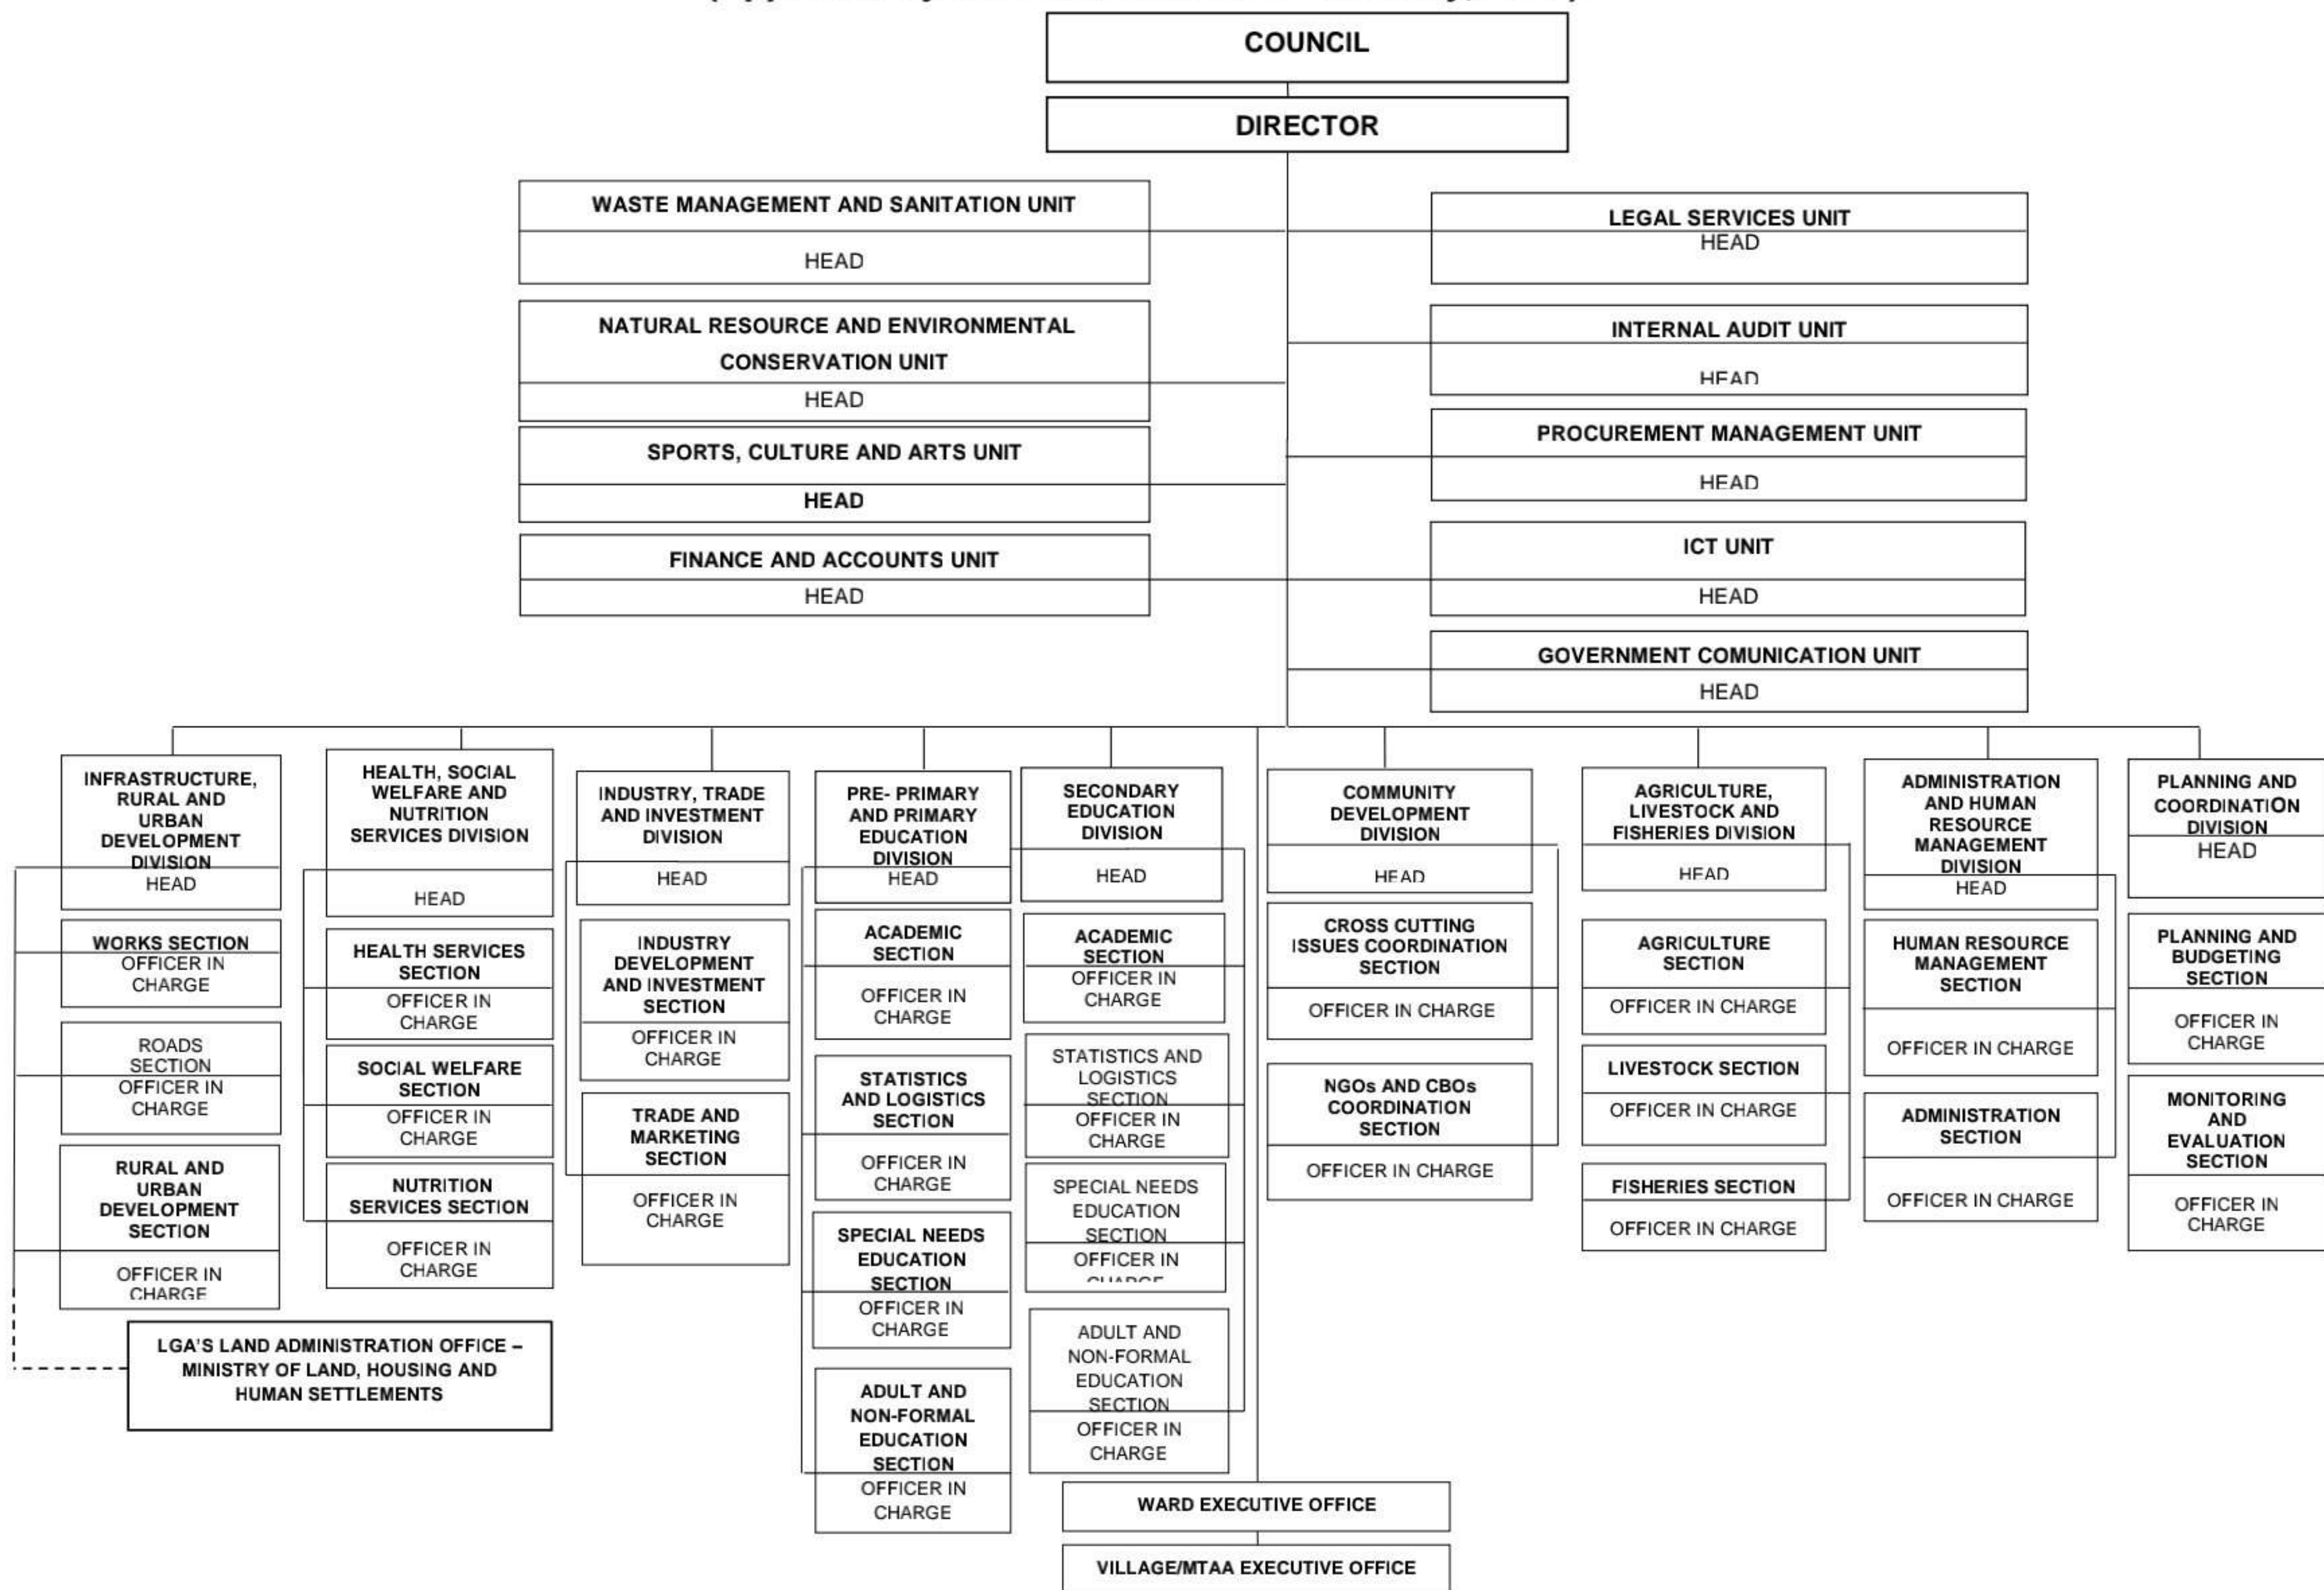 COUNCIL
DIRECTOR
WASTE MANAGEMENT AND SANITATION UNIT
HEAD
NATURAL RESOURCE AND ENVIRONMENTAL
CONSERVATION UNIT
HEAD
SPORTS, CULTURE AND ARTS UNIT
HEAD
FINANCE AND ACCOUNTS UNIT
HEAD
LEGAL SERVICES UNIT
HEAD
INTERNAL AUDIT UNIT
HEAD
PROCUREMENT MANAGEMENT UNIT
HEAD
ICT UNIT
HEAD
GOVERNMENT COMUNICATION UNIT
HEAD
INFRASTRUCTURE,
RURAL AND
URBAN
DEVELOPMENT
DIVISION
HEAD
WORKS SECTION
OFFICER IN
CHARGE
ROADS
SECTION
OFFICER IN
CHARGE
RURAL AND
URBAN
DEVELOPMENT
SECTION
OFFICER IN
CHARGE
LGA'S LAND ADMINISTRATION OFFICE –
MINISTRY OF LAND, HOUSING AND
HUMAN SETTLEMENTS
HEALTH, SOCIAL
WELFARE AND
NUTRITION
SERVICES DIVISION
HEAD
HEALTH SERVICES
SECTION
OFFICER IN
CHARGE
SOCIAL WELFARE
SECTION
OFFICER IN
CHARGE
NUTRITION
SERVICES SECTION
OFFICER IN
CHARGE
INDUSTRY, TRADE
AND INVESTMENT
DIVISION
HEAD
INDUSTRY
DEVELOPMENT
AND INVESTMENT
SECTION
OFFICER IN
CHARGE
TRADE AND
MARKETING
SECTION
OFFICER IN
CHARGE
PRE- PRIMARY
AND PRIMARY
EDUCATION
DIVISION
HEAD
ACADEMIC
SECTION
OFFICER IN
CHARGE
STATISTICS
AND LOGISTICS
SECTION
OFFICER IN
CHARGE
SPECIAL NEEDS
EDUCATION
SECTION
OFFICER IN
CHARGE
ADULT AND
NON-FORMAL
EDUCATION
SECTION
OFFICER IN
CHARGE
SECONDARY
EDUCATION
DIVISION
HEAD
ACADEMIC
SECTION
OFFICER IN
CHARGE
STATISTICS AND
LOGISTICS
SECTION
OFFICER IN
CHARGE
SPECIAL NEEDS
EDUCATION
SECTION
OFFICER IN
CHARGE
ADULT AND
NON-FORMAL
EDUCATION
SECTION
OFFICER IN
CHARGE
COMMUNITY
DEVELOPMENT
DIVISION
HEAD
CROSS CUTTING
ISSUES COORDINATION
SECTION
OFFICER IN CHARGE
NGOs AND CBOs
COORDINATION
SECTION
OFFICER IN CHARGE
AGRICULTURE,
LIVESTOCK AND
FISHERIES DIVISION
HEAD
AGRICULTURE
SECTION
OFFICER IN CHARGE
LIVESTOCK SECTION
OFFICER IN CHARGE
FISHERIES SECTION
OFFICER IN CHARGE
ADMINISTRATION
AND HUMAN
RESOURCE
MANAGEMENT
DIVISION
HEAD
HUMAN RESOURCE
MANAGEMENT
SECTION
OFFICER IN CHARGE
ADMINISTRATION
SECTION
OFFICER IN CHARGE
PLANNING AND
COORDINATION
DIVISION
HEAD
PLANNING AND
BUDGETING
SECTION
OFFICER IN
CHARGE
MONITORING
AND
EVALUATION
SECTION
OFFICER IN
CHARGE
WARD EXECUTIVE OFFICE
VILLAGE/MTAA EXECUTIVE OFFICE